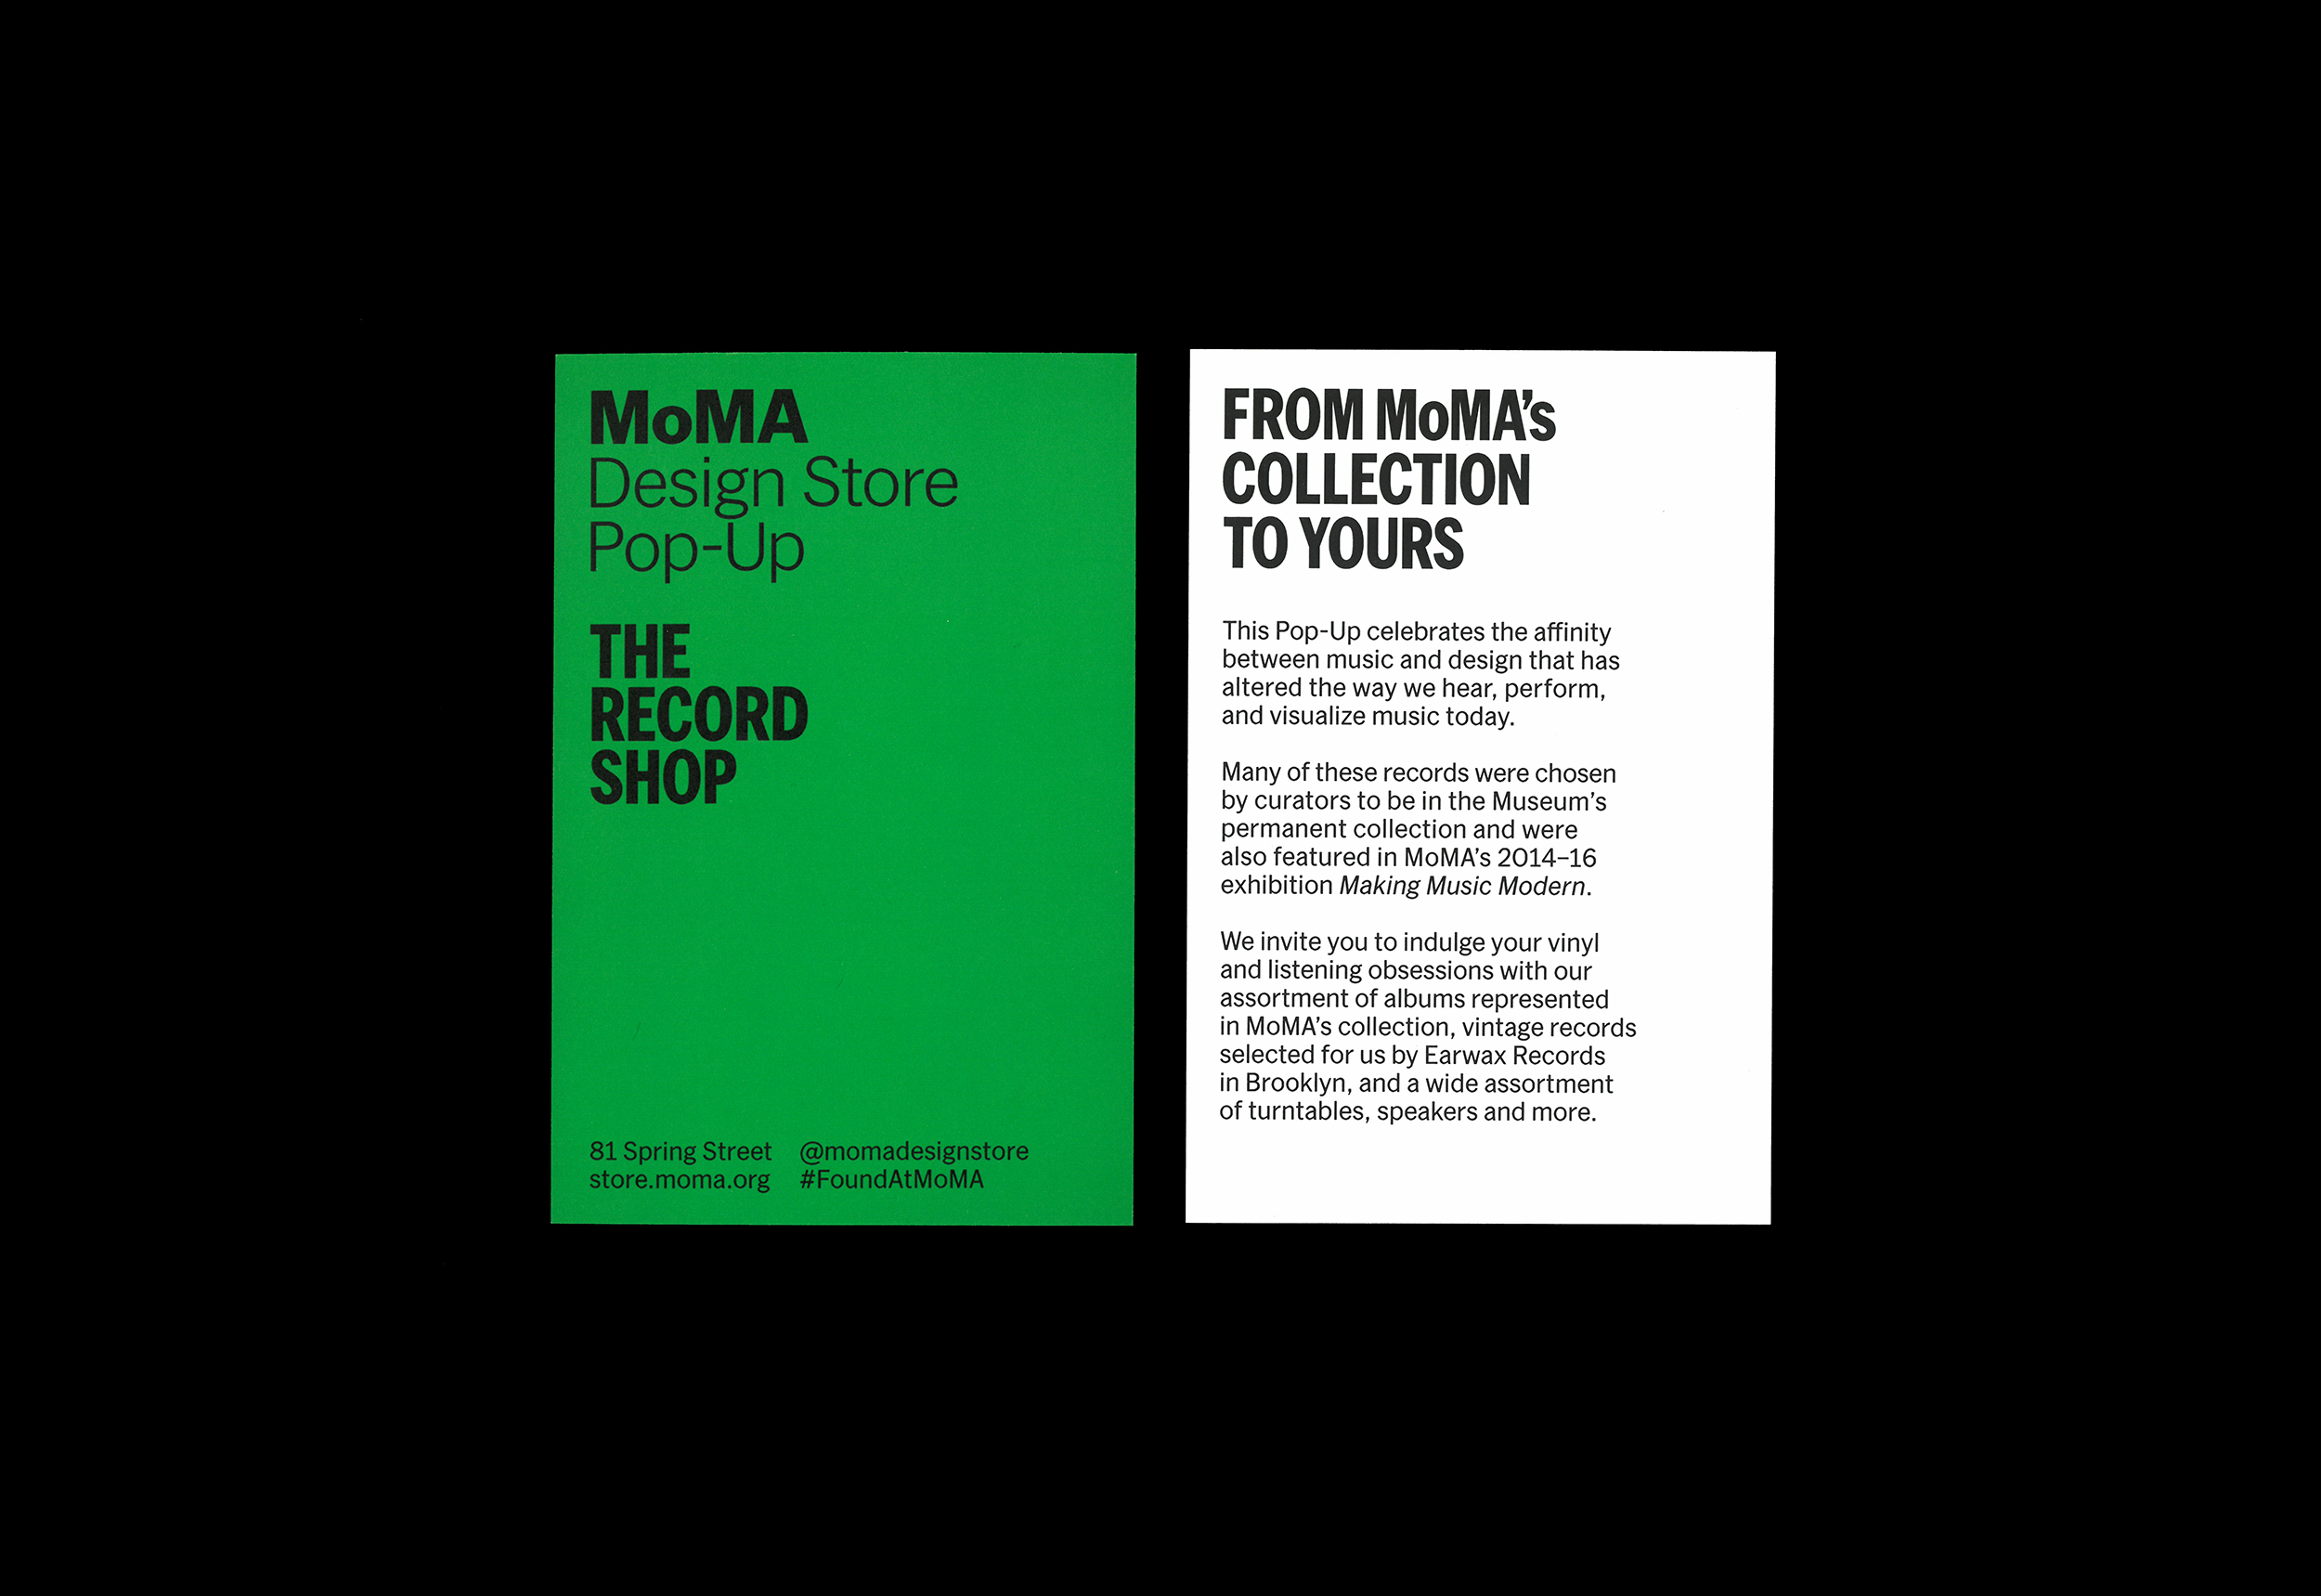 MoMA
Design Store
Pop-Up
THE
RECORD
SHOP
81 Spring Street
store.moma.org
@momadesignstore
#FoundAtMoMA
FROM MoMA’s
COLLECTION
TO YOURS
This Pop-Up celebrates the affinity
between music and design that has
altered the way we hear, perform,
and visualize music today.
Many of these records were chosen
by curators to be in the Museum’s
permanent collection and were
also featured in MoMA’s 2014–16
exhibition Making Music Modern.
We invite you to indulge your vinyl
and listening obsessions with our
assortment of albums represented
in MoMA’s collection, vintage records
selected for us by Earwax Records
in Brooklyn, and a wide assortment
of turntables, speakers and more.